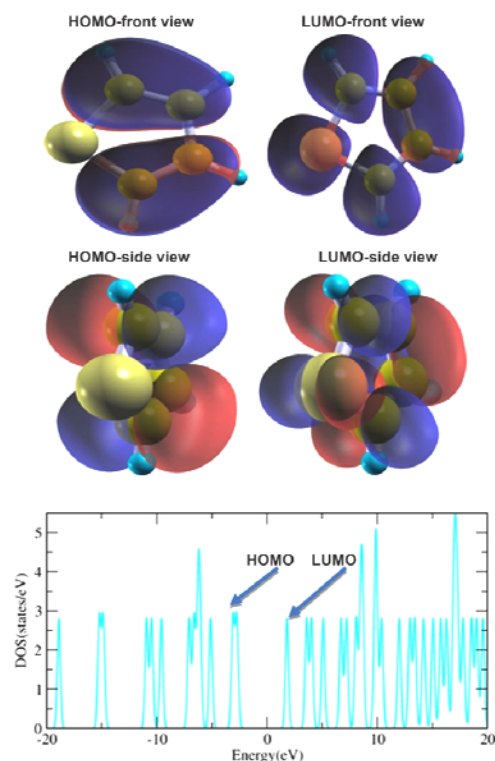 HOMO-front view
LUMO-front view
HOMO-side view
LUMO-side view
HOMO
LUMO
DOS(states/eV)
5
4
3
2
1
0
-20
-10
0
10
20
Energy(eV)